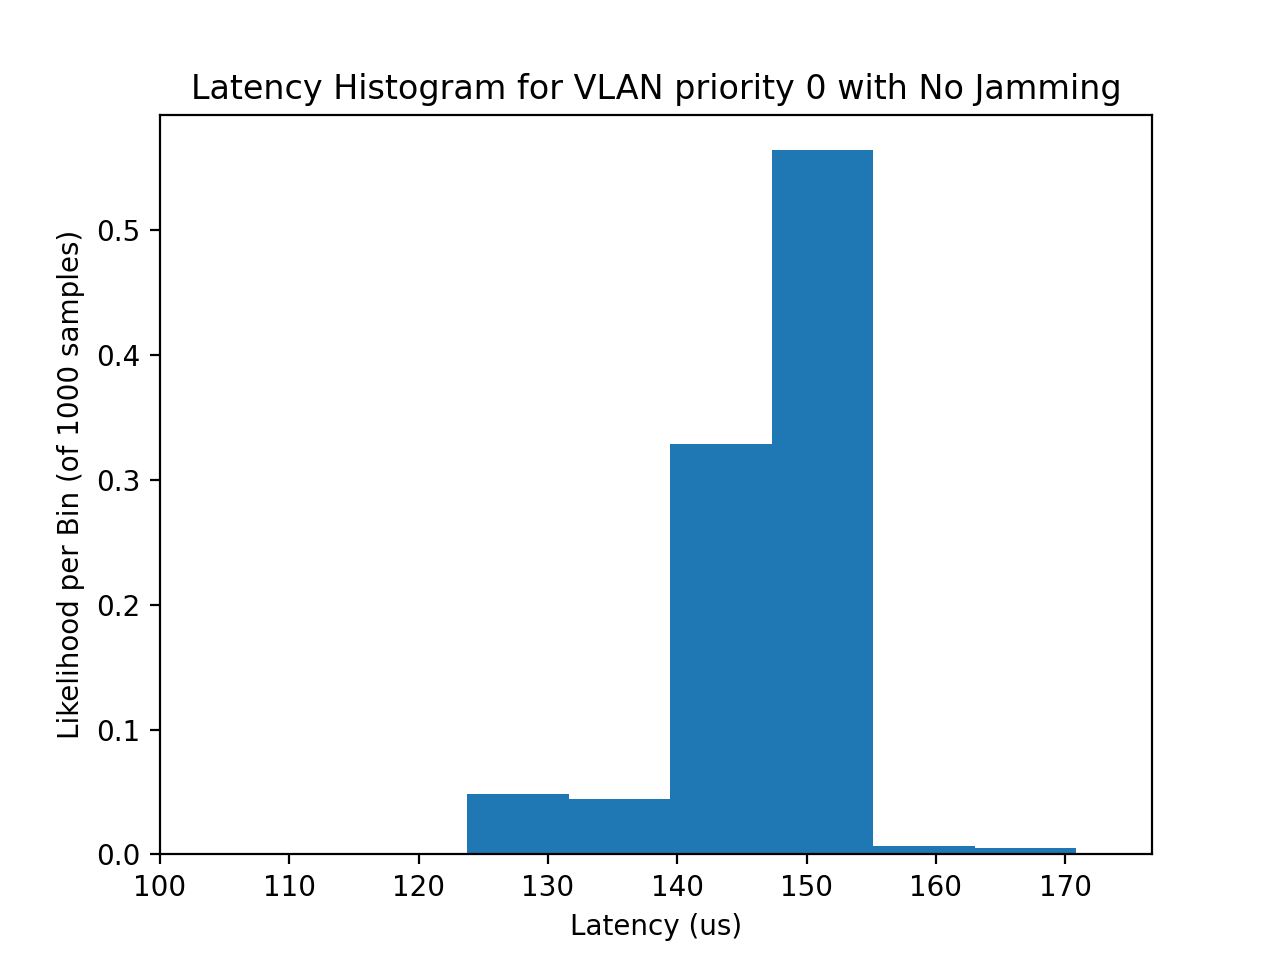 Latency Histogram for VLAN priority 0 with No Jamming
Likelihood per Bin (of 1000 samples)
0.5
0.4
0.3
0.2
0.1
0.0
100 110 120 130 140 150 160 170
Latency (us)